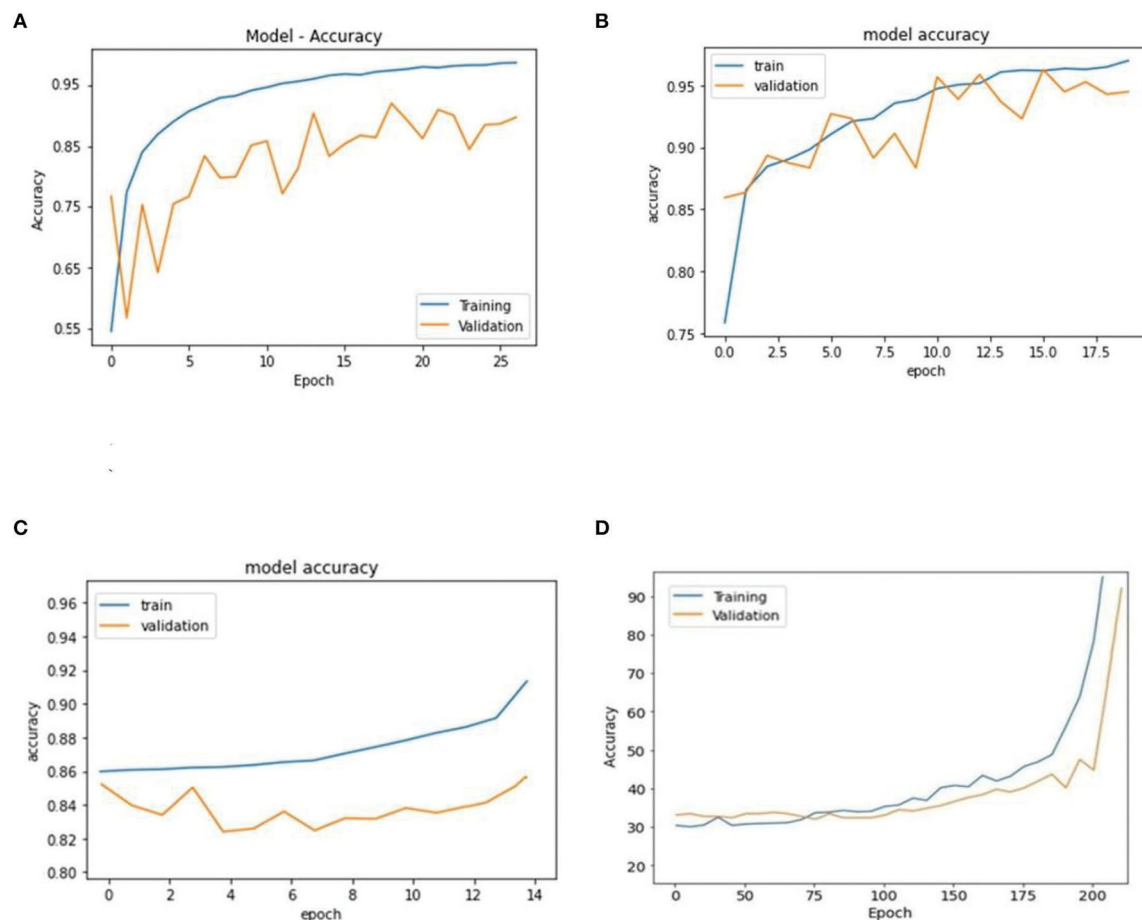 A
Model - Accuracy
0.95
0.85
0.75
0.65
0.55
Accuracy
Training
Validation
0 5 10 15 20 25
Epoch
B
model accuracy
train
validation
0.95
0.90
0.85
0.80
0.75
accuracy
0.0 2.5 5.0 7.5 10.0 12.5 15.0 17.5
epoch
C
model accuracy
train
validation
0.96
0.94
0.92
0.90
0.88
0.86
0.84
0.82
0.80
accuracy
0 2 4 6 8 10 12 14
epoch
D
Training
Validation
90
80
70
60
50
40
30
20
Accuracy
0 50 75 100 150 175 200
Epoch